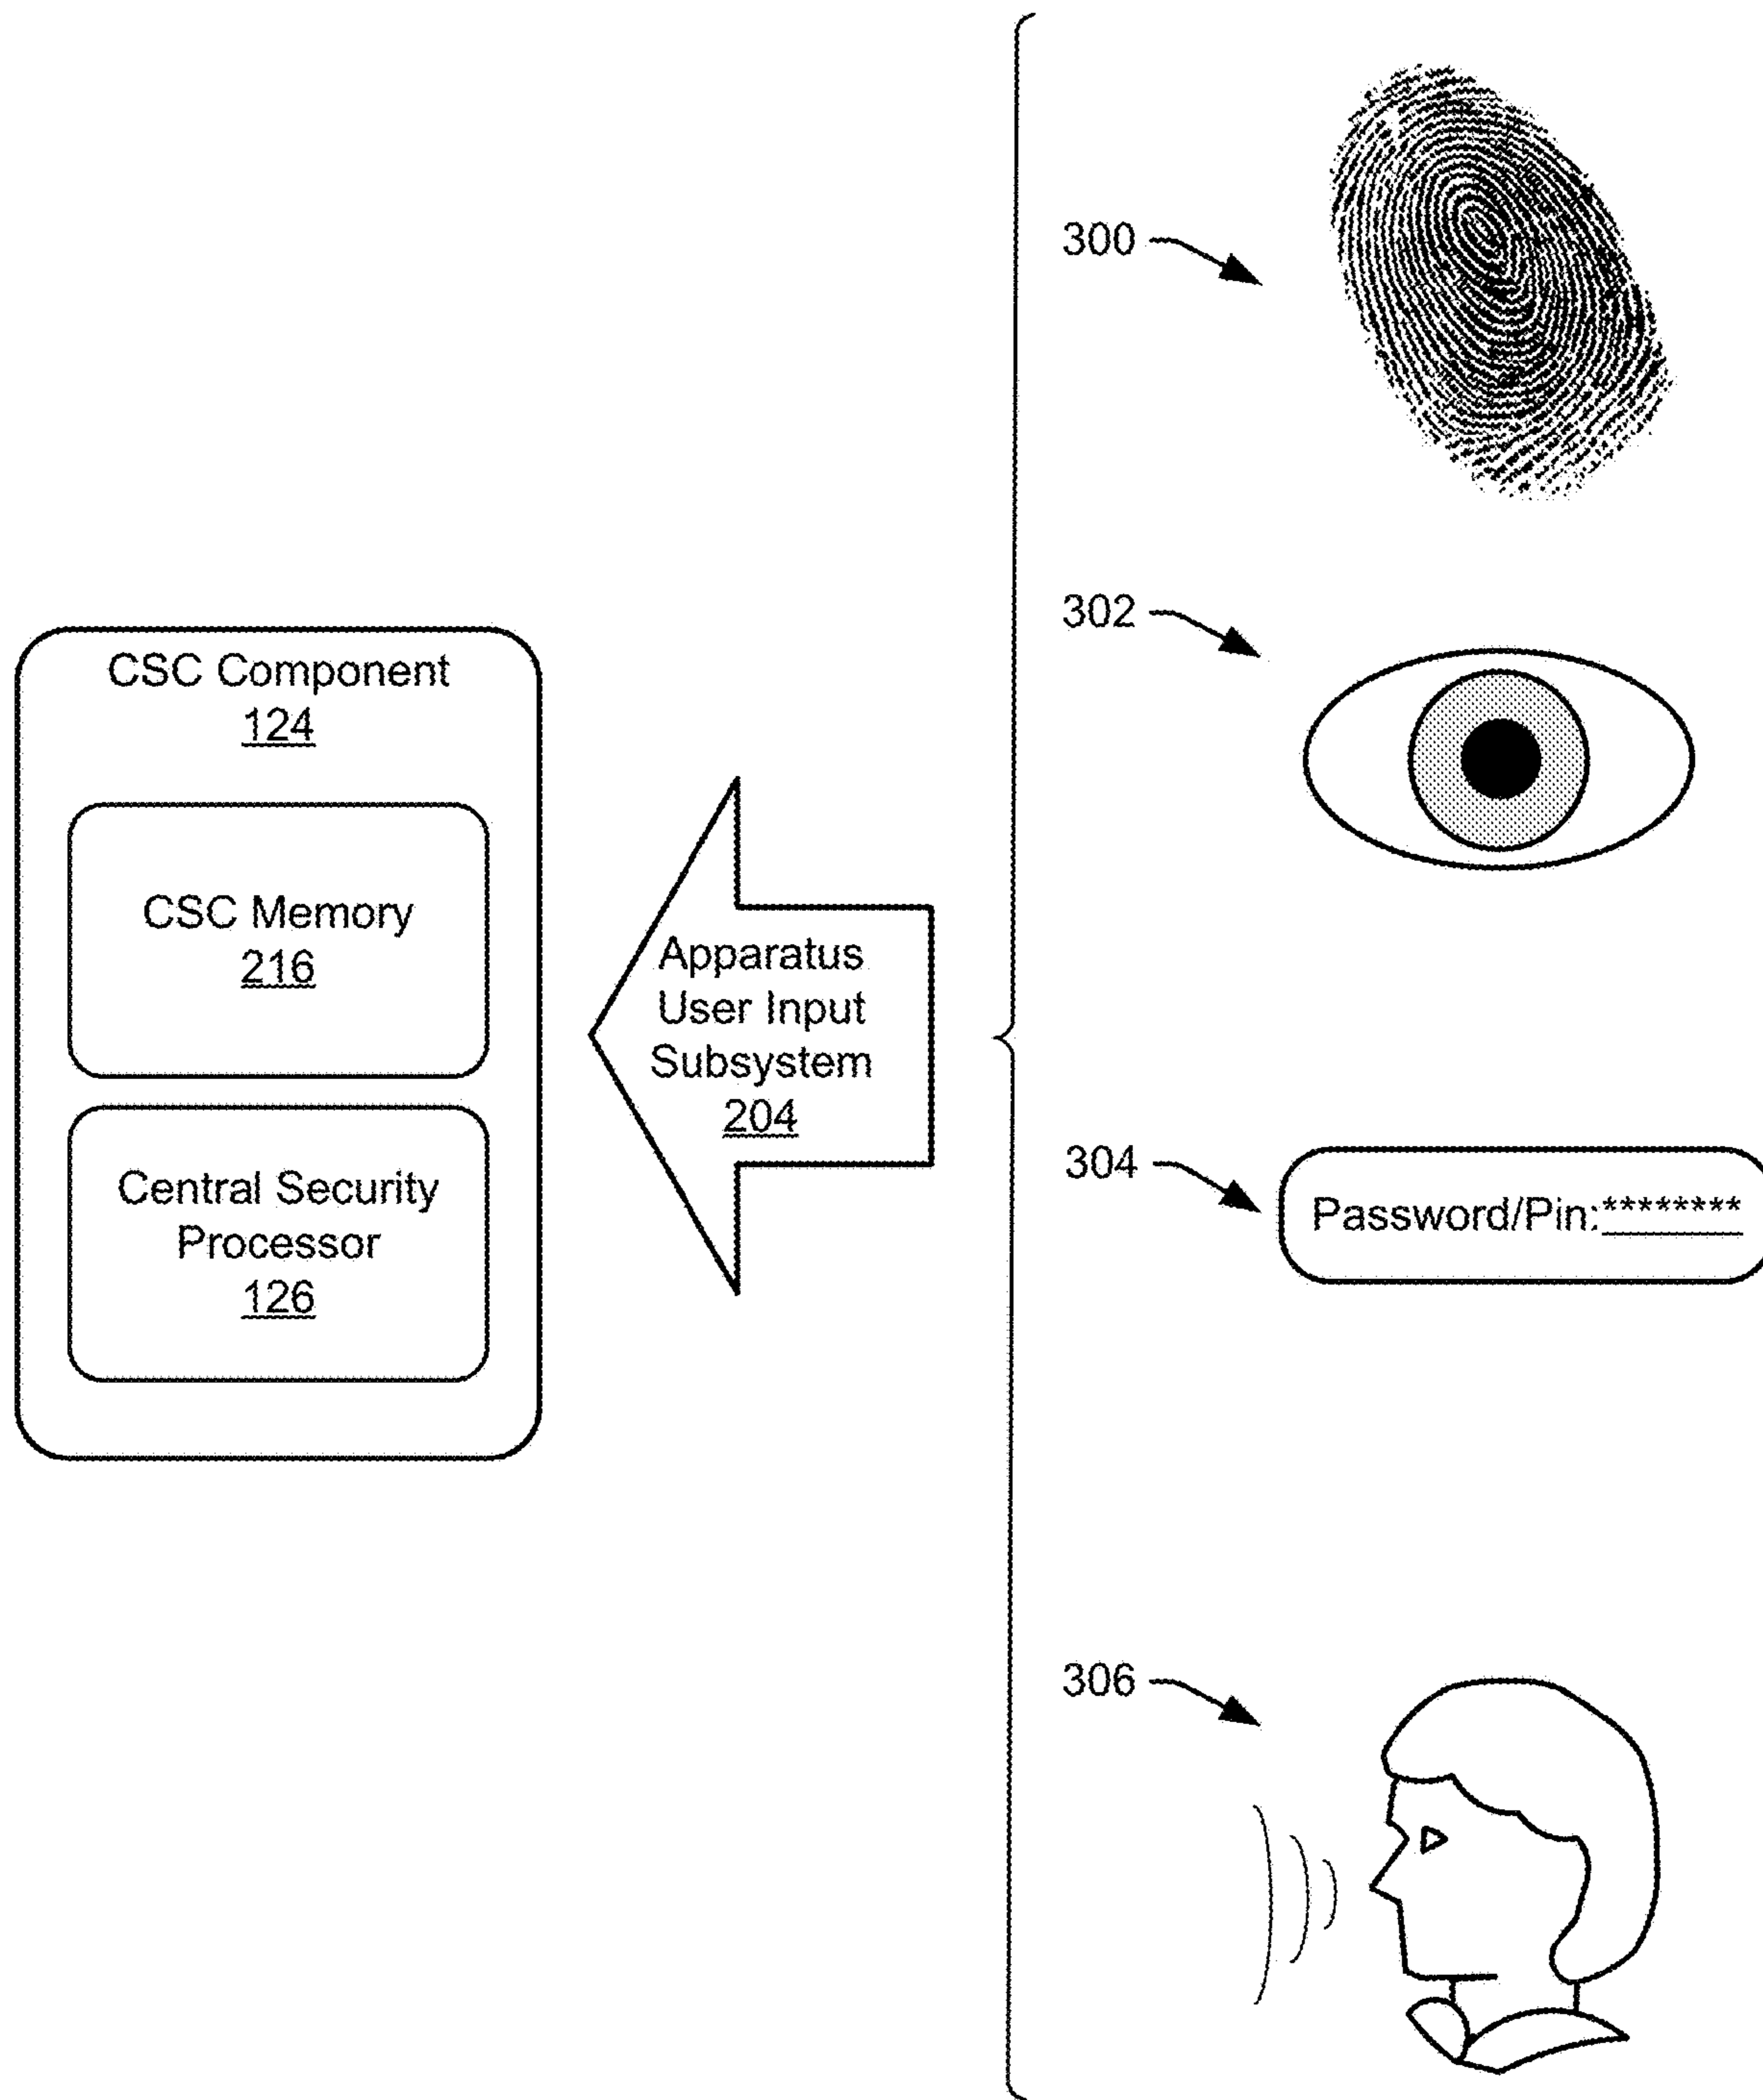 CSC Component
124
CSC Memory
216
Central Security
Processor
126
Apparatus
User Input
Subsystem
204
300
302
304
Password/Pin:********
306